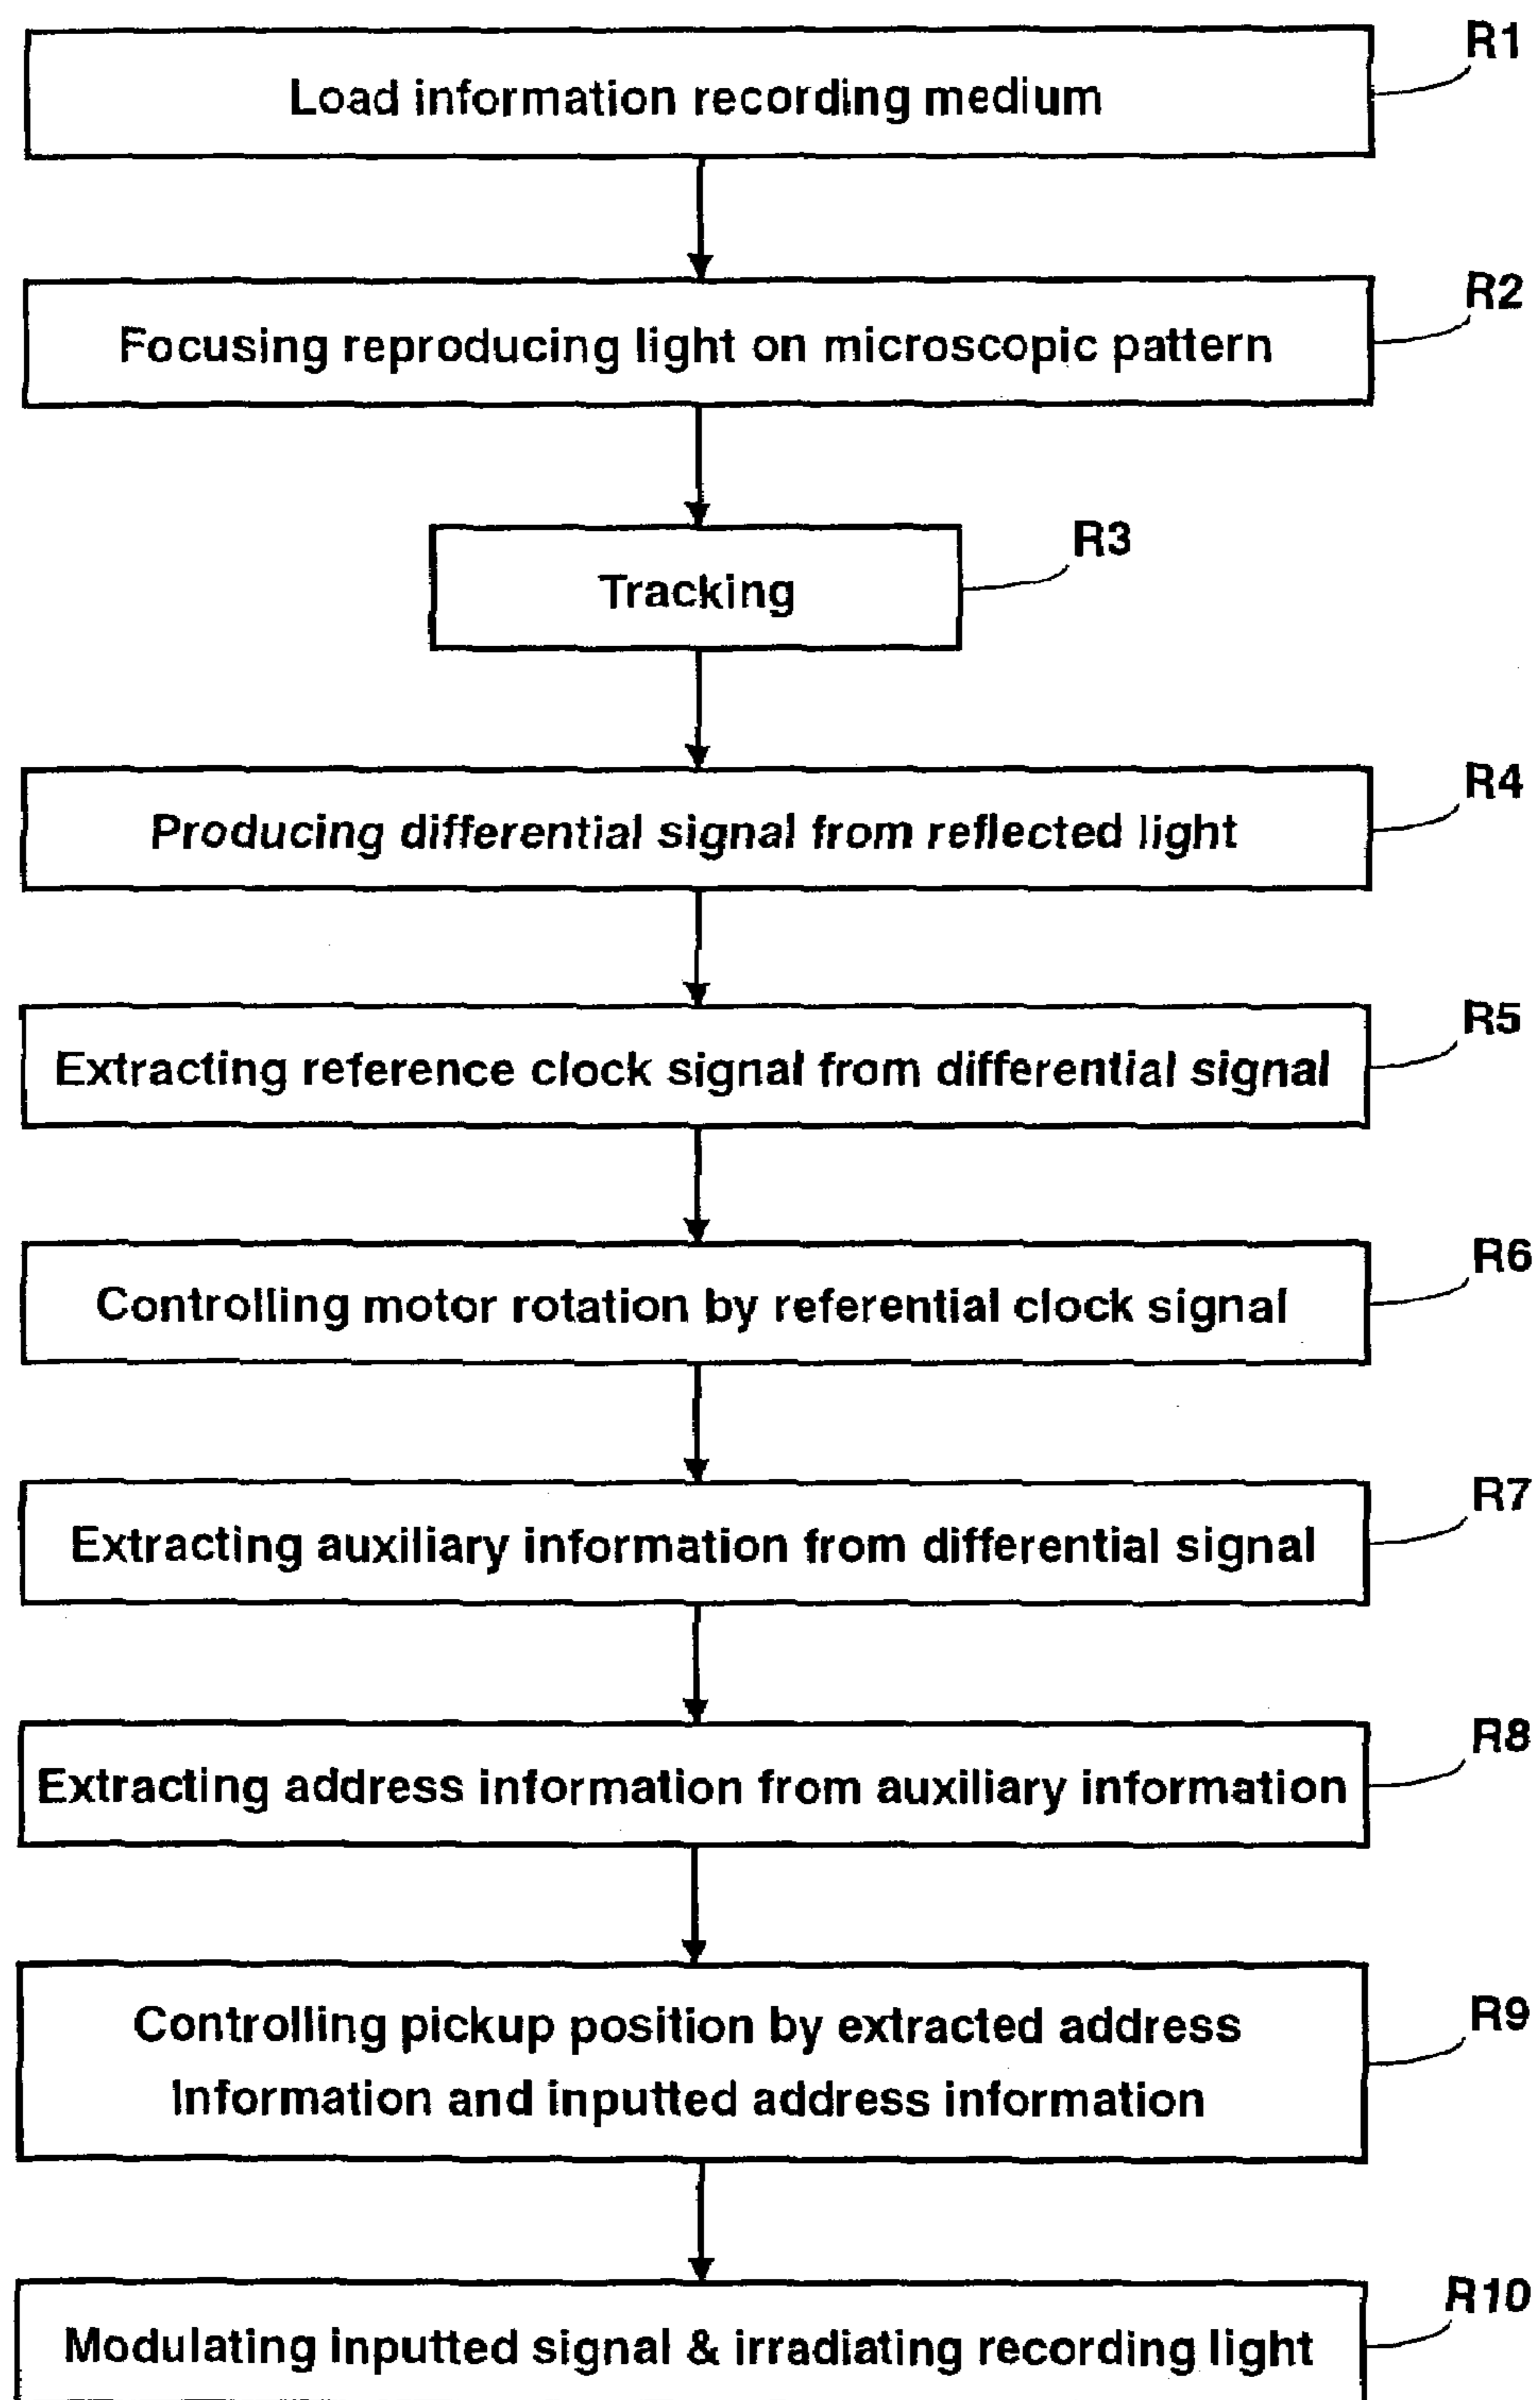 R1
Load information recording medium
R2
Focusing reproducing light on microscopic pattern
R3
Tracking
R4
Producing differential signal from reflected light
R5
Extracting reference clock signal from differential signal
R6
Controlling motor rotation by referential clock signal
R7
Extracting auxiliary information from differential signal
R8
Extracting address information from auxiliary information
R9
Controlling pickup position by extracted address
Information and inputted address information
R10
Modulating inputted signal & irradiating recording light